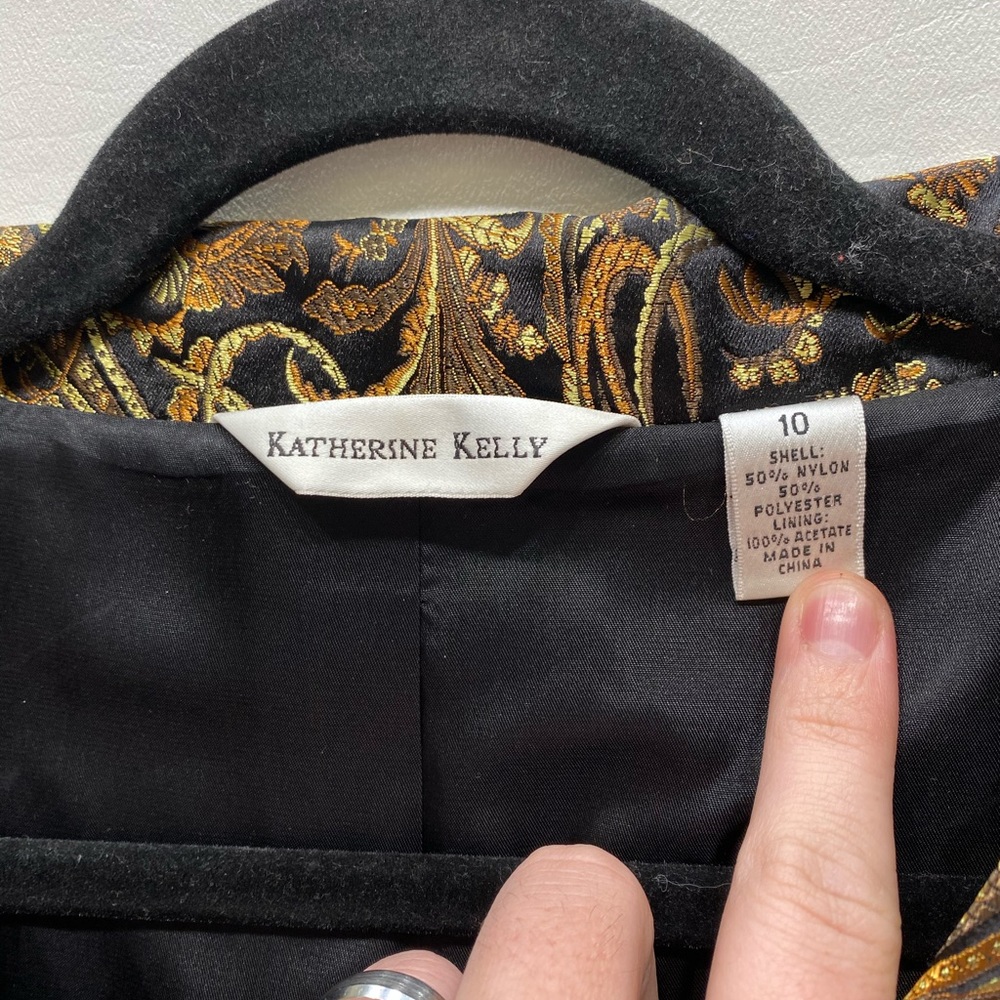 KATHERINE KELLY
10
SHELL:
50% NYLON
50%
POLYESTER
LINING:
100% ACETATE
MADE IN
CHINA